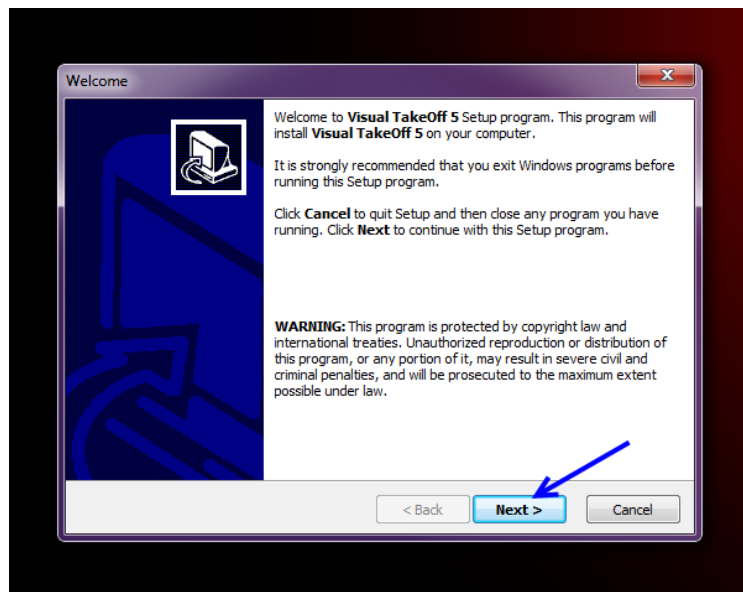 Welcome
X
Welcome to Visual TakeOff 5 Setup program. This program will
install Visual TakeOff 5 on your computer.
It is strongly recommended that you exit Windows programs before
running this Setup program.
Click Cancel to quit Setup and then close any program you have
running. Click Next to continue with this Setup program.
WARNING: This program is protected by copyright law and
international treaties. Unauthorized reproduction or distribution of
this program, or any portion of it, may result in severe civil and
criminal penalties, and will be prosecuted to the maximum extent
possible under law.
< Back Next > Cancel